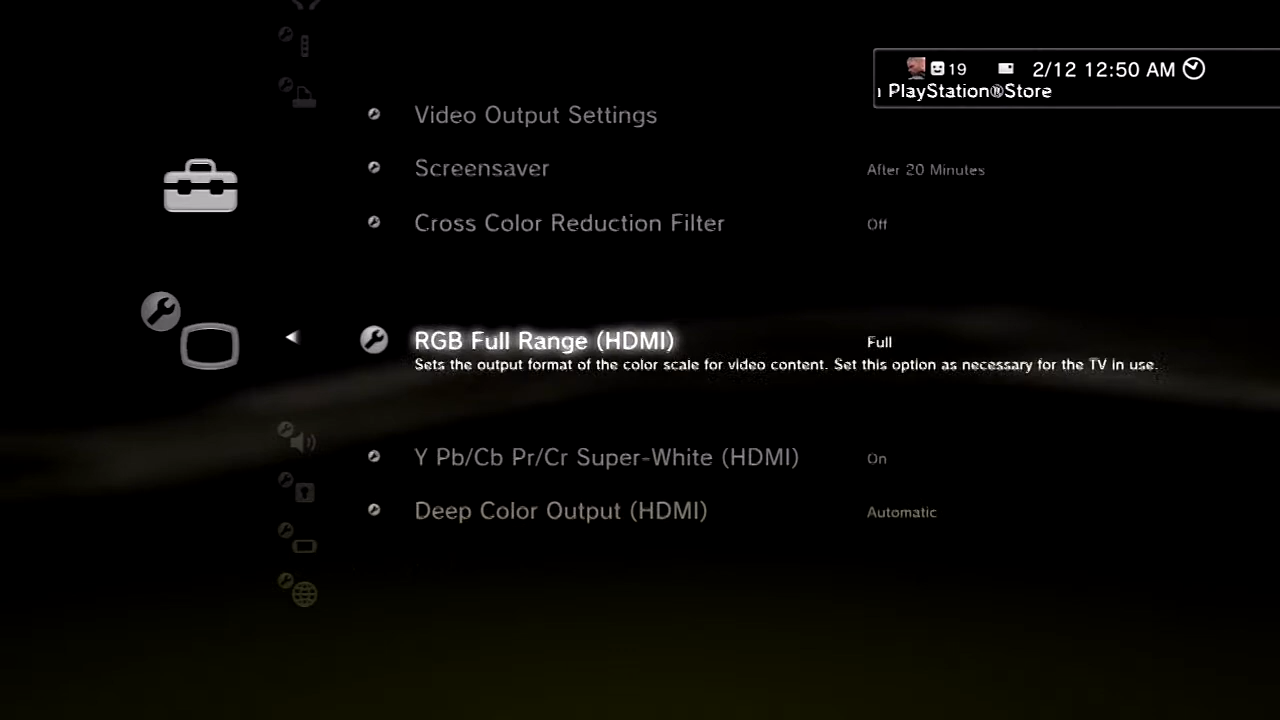 19 2/12 12:50 AM
PlayStation®Store
Video Output Settings
Screensaver After 20 Minutes
Cross Color Reduction Filter Off
RGB Full Range (HDMI) Full
Sets the output format of the color scale for video content. Set this option as necessary for the TV in use.
Y Pb/Cb Pr/Cr Super-White (HDMI) On
Deep Color Output (HDMI) Automatic